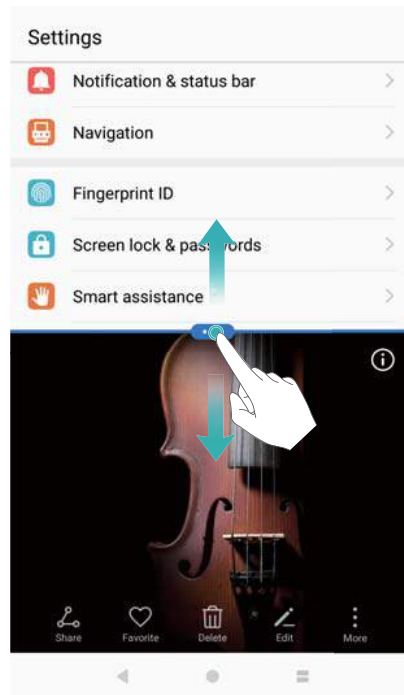 Settings
Notification & status bar
Navigation
Fingerprint ID
Screen lock & passwords
Smart assistance
Share Favorite Delete Edit More